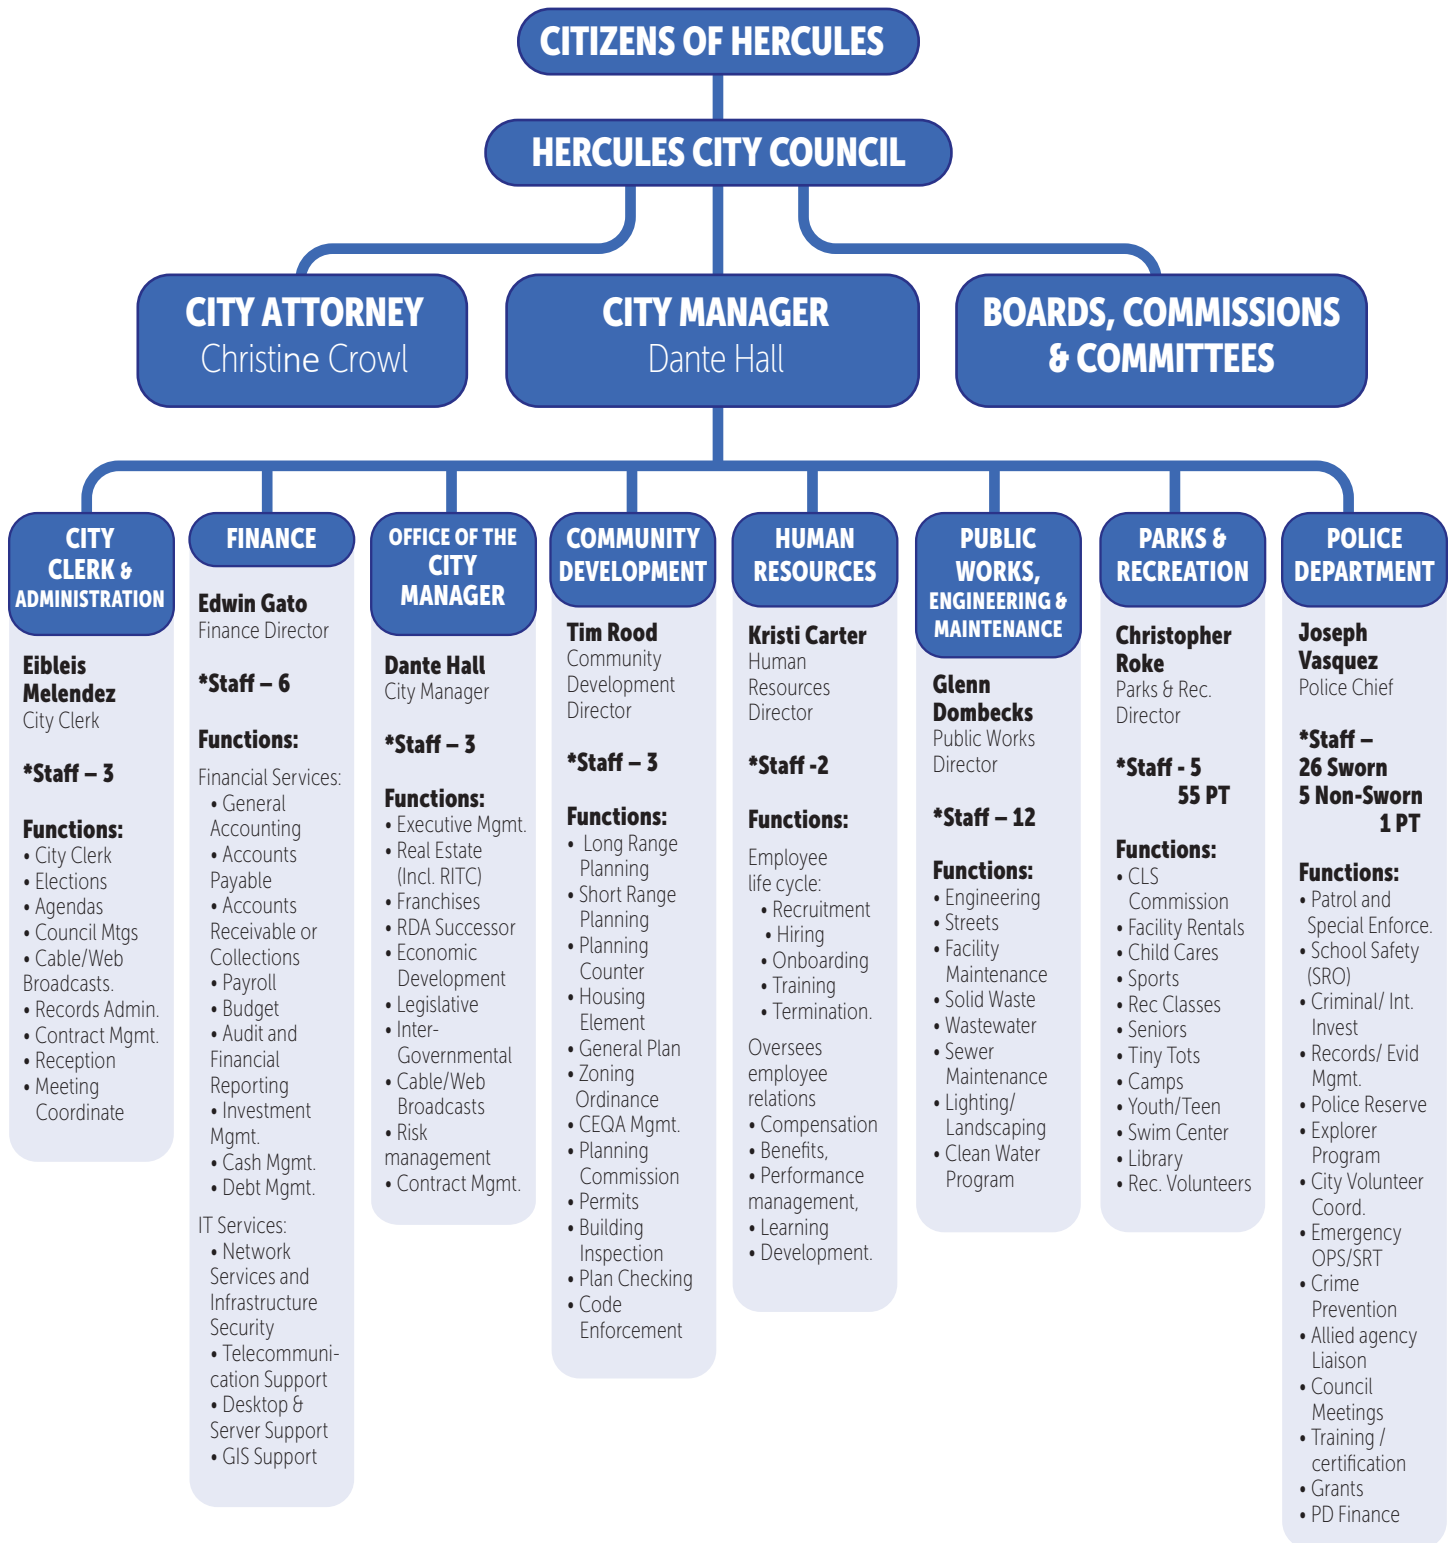 CITIZENS OF HERCULES
HERCULES CITY COUNCIL
CITY ATTORNEY
Christine Crowl
CITY MANAGER
Dante Hall
BOARDS, COMMISSIONS
& COMMITTEES
CITY
CLERK &
ADMINISTRATION
Eibleis
Melendez
City Clerk
*Staff – 3
Functions:
• City Clerk
• Elections
• Agendas
• Council Mtgs
• Cable/Web
Broadcasts.
• Records Admin.
• Contract Mgmt.
• Reception
• Meeting
Coordinate
FINANCE
Edwin Gato
Finance Director
*Staff – 6
Functions:
Financial Services:
• General
Accounting
• Accounts
Payable
• Accounts
Receivable or
Collections
• Payroll
• Budget
• Audit and
Financial
Reporting
• Investment
Mgmt.
• Cash Mgmt.
• Debt Mgmt.
IT Services:
• Network
Services and
Infrastructure
Security
• Telecommuni-
cation Support
• Desktop &
Server Support
• GIS Support
OFFICE OF THE
CITY
MANAGER
Dante Hall
City Manager
*Staff – 3
Functions:
• Executive Mgmt.
• Real Estate
(Incl. RITC)
• Franchises
• RDA Successor
• Economic
Development
• Legislative
• Inter-
Governmental
• Cable/Web
Broadcasts
• Risk
management
• Contract Mgmt.
COMMUNITY
DEVELOPMENT
Tim Rood
Community
Development
Director
*Staff – 3
Functions:
• Long Range
Planning
• Short Range
Planning
• Planning
Counter
• Housing
Element
• General Plan
• Zoning
Ordinance
• CEQA Mgmt.
• Planning
Commission
• Permits
• Building
Inspection
• Plan Checking
• Code
Enforcement
HUMAN
RESOURCES
Kristi Carter
Human
Resources
Director
*Staff -2
Functions:
Employee
life cycle:
• Recruitment
• Hiring
• Onboarding
• Training
• Termination.
Oversees
employee
relations
• Compensation
• Benefits,
• Performance
management,
• Learning
• Development.
PUBLIC
WORKS,
ENGINEERING &
MAINTENANCE
Glenn
Dombecks
Public Works
Director
*Staff – 12
Functions:
• Engineering
• Streets
• Facility
Maintenance
• Solid Waste
• Wastewater
• Sewer
Maintenance
• Lighting/
Landscaping
• Clean Water
Program
PARKS &
RECREATION
Christopher
Roke
Parks & Rec.
Director
*Staff - 5
55 PT
Functions:
• CLS
Commission
• Facility Rentals
• Child Cares
• Sports
• Rec Classes
• Seniors
• Tiny Tots
• Camps
• Youth/Teen
• Swim Center
• Library
• Rec. Volunteers
POLICE
DEPARTMENT
Joseph
Vasquez
Police Chief
*Staff –
26 Sworn
5 Non-Sworn
1 PT
Functions:
• Patrol and
Special Enforce.
• School Safety
(SRO)
• Criminal/ Int.
Invest
• Records/ Evid
Mgmt.
• Police Reserve
• Explorer
Program
• City Volunteer
Coord.
• Emergency
OPS/SRT
• Crime
Prevention
• Allied agency
Liaison
• Council
Meetings
• Training /
certification
• Grants
• PD Finance